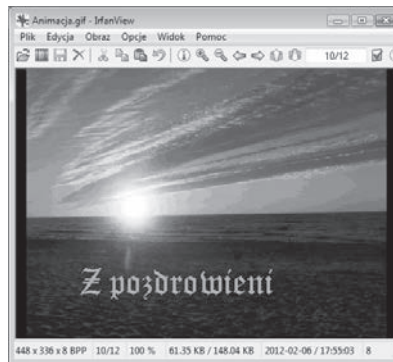 Animacja.gif - IrfanView
Plik Edycja Obraz Opcje Widok Pomoc
10/12
Z pozdrowieni
448 x 336 x 8 BPP 10/12 100 % 61.35 KB / 148.04 KB 2012-02-06 / 17:55:03 8